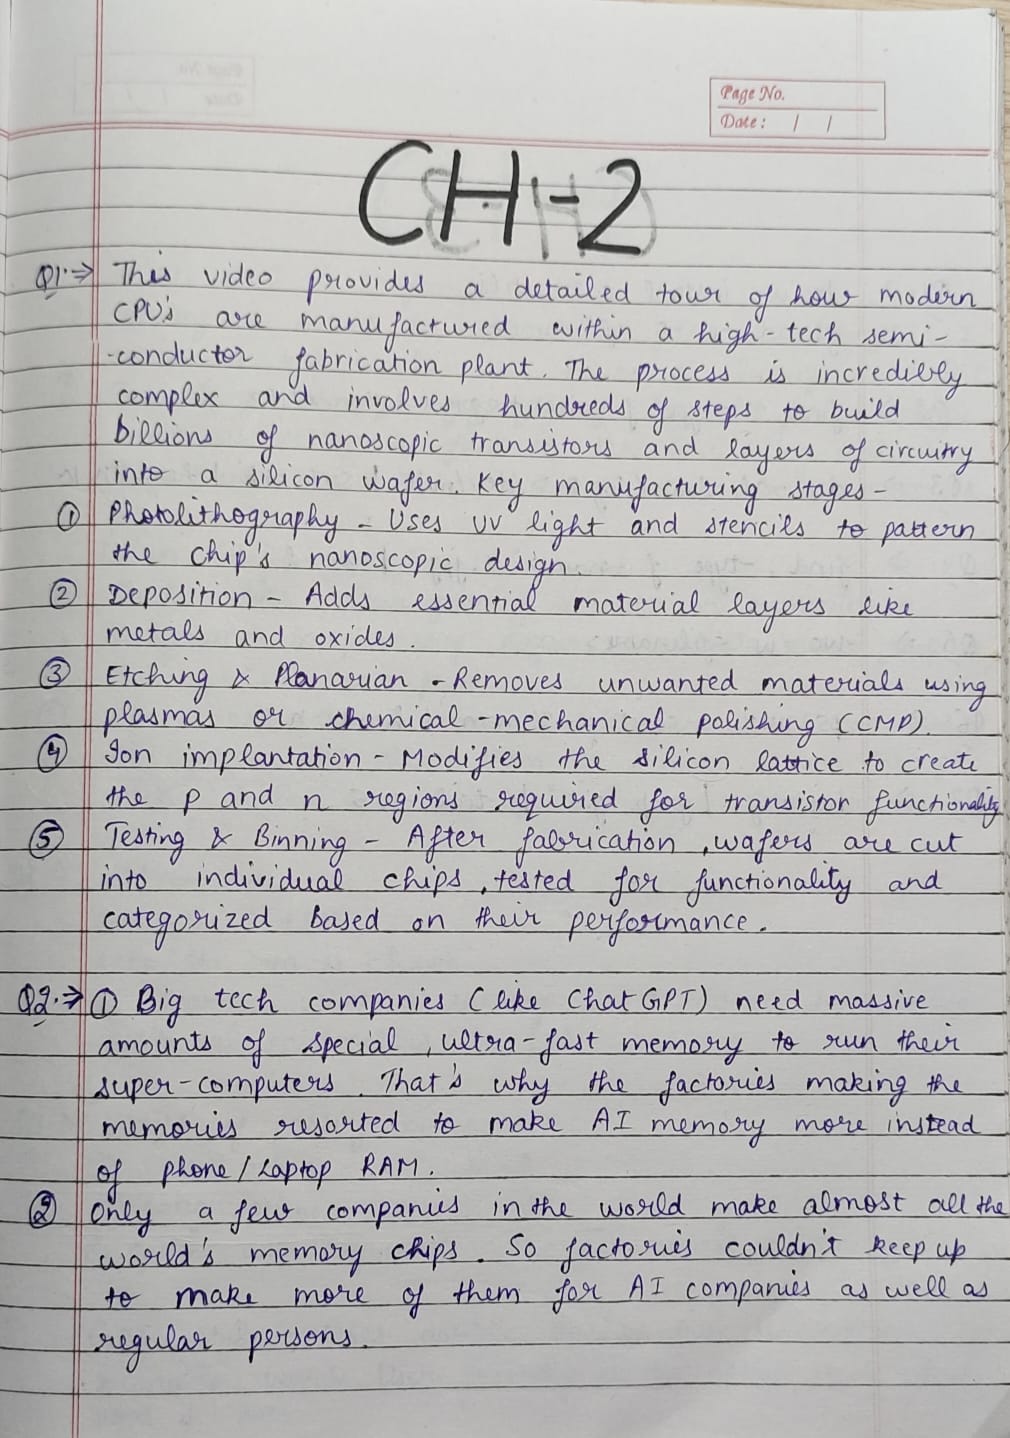 Page No.
Date: / /
CH-2
Q1.⇒ This video provides a detailed tour of how modern
CPU's are manufactured within a high-tech semi-
-conductor fabrication plant. The process is incredibly
complex and involves hundreds of steps to build
billions of nanoscopic transistors and layers of circuitry
into a silicon wafer. Key manufacturing stages-
① Photolithography - Uses UV light and stencils to pattern
the chip's nanoscopic design.
② Deposition - Adds essential material layers like
metals and oxides.
③ Etching & Planarian - Removes unwanted materials using
plasmas or chemical-mechanical polishing (CMP).
④ Ion implantation - Modifies the silicon lattice to create
the p and n regions required for transistor functionality
⑤ Testing & Binning - After fabrication, wafers are cut
into individual chips, tested for functionality and
categorized based on their performance.
Q2.⇒ ① Big tech companies (like ChatGPT) need massive
amounts of special, ultra-fast memory to run their
super-computers. That's why the factories making the
memories resorted to make AI memory more instead
of phone/Laptop RAM.
② Only a few companies in the world make almost all the
world's memory chips. So factories couldn't keep up
to make more of them for AI companies as well as
regular persons.